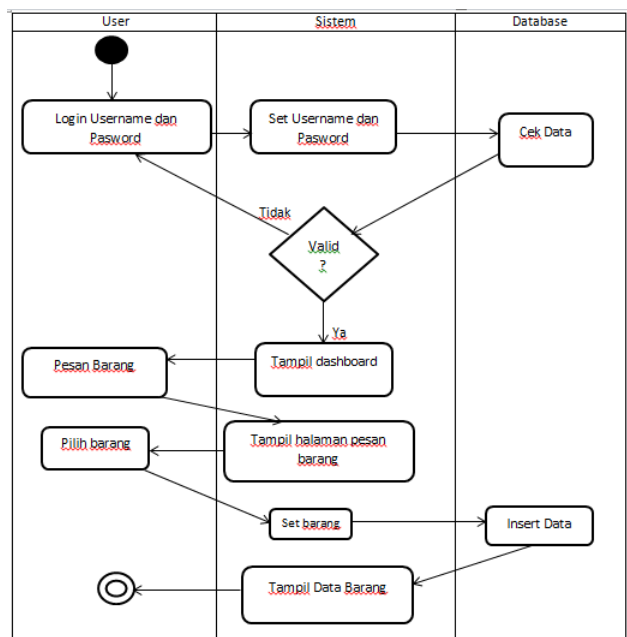 User
Sistem
Database
Login Username dan
Pasword
Set Username dan
Pasword
Cek Data
Tidak
Valid
?
Ya
Tampil dashboard
Pesan Barang
Tampil halaman pesan
barang
Pilih barang
Set barang
Insert Data
Tampil Data Barang